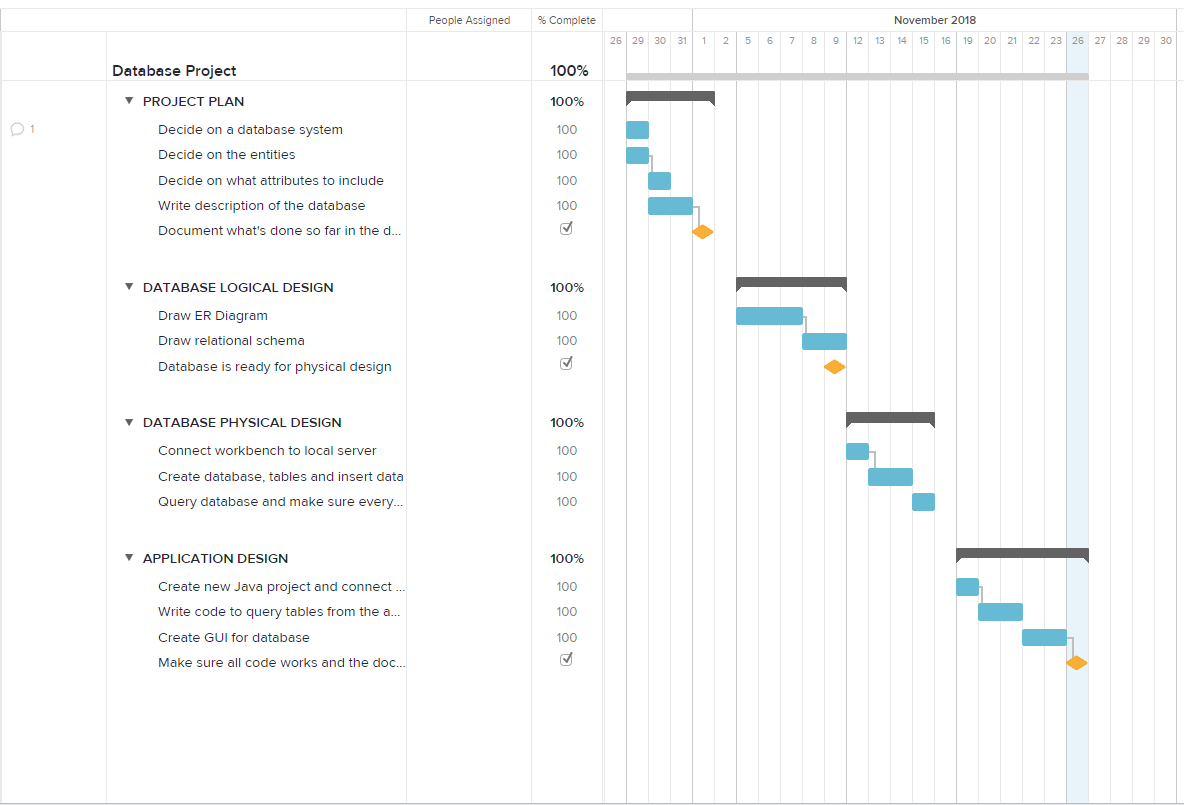 People Assigned % Complete November 2018
26 29 30 31 1 2 5 6 7 8 9 12 13 14 15 16 19 20 21 22 23 26 27 28 29 30
Database Project 100%
PROJECT PLAN 100%
1 Decide on a database system 100
Decide on the entities 100
Decide on what attributes to include 100
Write description of the database 100
Document what's done so far in the d...
DATABASE LOGICAL DESIGN 100%
Draw ER Diagram 100
Draw relational schema 100
Database is ready for physical design
DATABASE PHYSICAL DESIGN 100%
Connect workbench to local server 100
Create database, tables and insert data 100
Query database and make sure every... 100
APPLICATION DESIGN 100%
Create new Java project and connect ... 100
Write code to query tables from the a... 100
Create GUI for database 100
Make sure all code works and the doc...